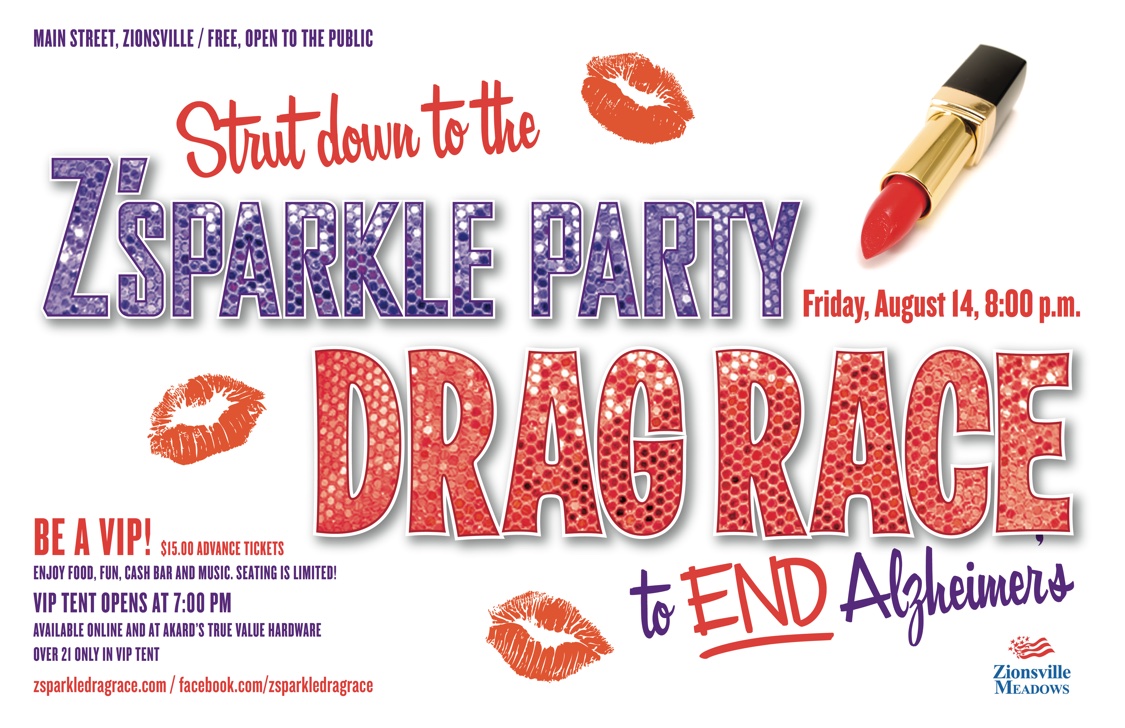 MAIN STREET, ZIONSVILLE / FREE, OPEN TO THE PUBLIC
Strut down to the
Z'SPARKLE PARTY
Friday, August 14, 8:00 p.m.
DRAG RACE
to END Alzheimer's
BE A VIP! $15.00 ADVANCE TICKETS
ENJOY FOOD, FUN, CASH BAR AND MUSIC. SEATING IS LIMITED!
VIP TENT OPENS AT 7:00 PM
AVAILABLE ONLINE AND AT AKARD'S TRUE VALUE HARDWARE
OVER 21 ONLY IN VIP TENT
zsparkledragrace.com / facebook.com/zsparkledragrace
Zionsville
MEADOWS